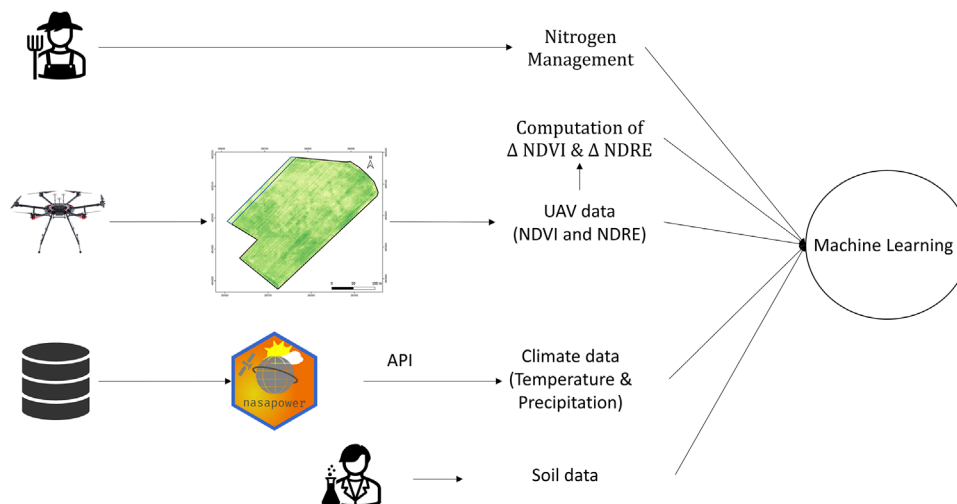 Nitrogen
Management
Computation of
Δ NDVI & Δ NDRE
N
UAV data
(NDVI and NDRE)
Machine Learning
API
Climate data
(Temperature &
Precipitation)
nasapower
Soil data